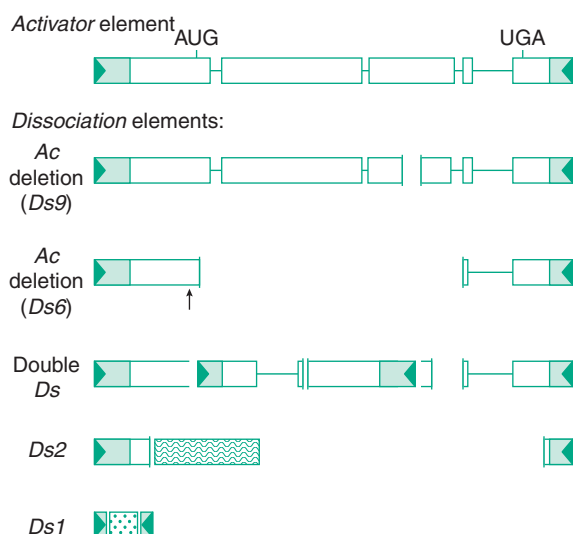 Activator element
AUG UGA
Dissociation elements:
Ac
deletion
(Ds9)
Ac
deletion
(Ds6)
Double
Ds
Ds2
Ds1